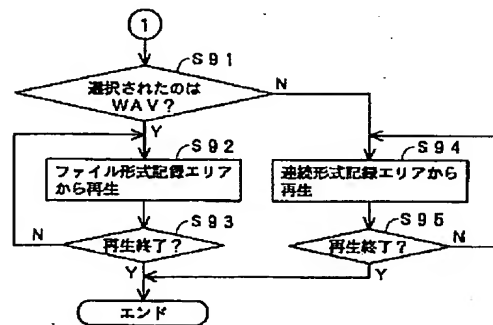 1
S91
選択されたのは
WAV?
N
Y
S92
S94
ファイル形式記録エリア
から再生
連続形式記録エリアから
再生
S93
S95
N
再生終了?
再生終了?
N
Y
Y
エンド